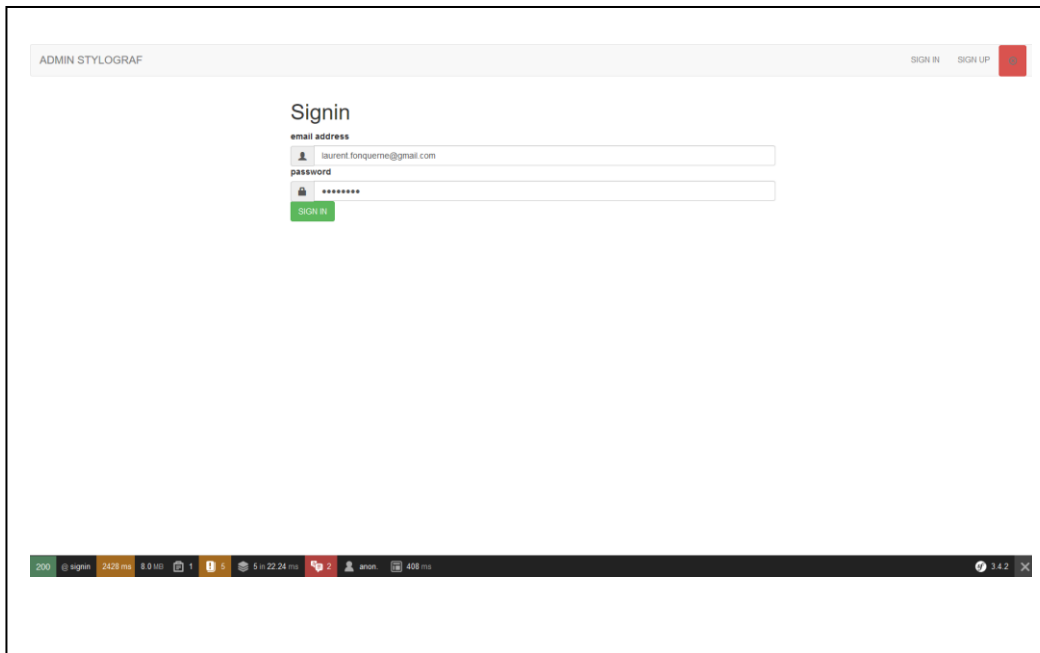 ADMIN STYLOGRAF SIGN IN SIGN UP
Signin
email address
laurent.fonquerne@gmail.com
password
••••••••
SIGN IN
200 @ signin 2428 ms 8.0 MB 1 5 5 in 22.24 ms 2 anon. 408 ms sf 3.4.2